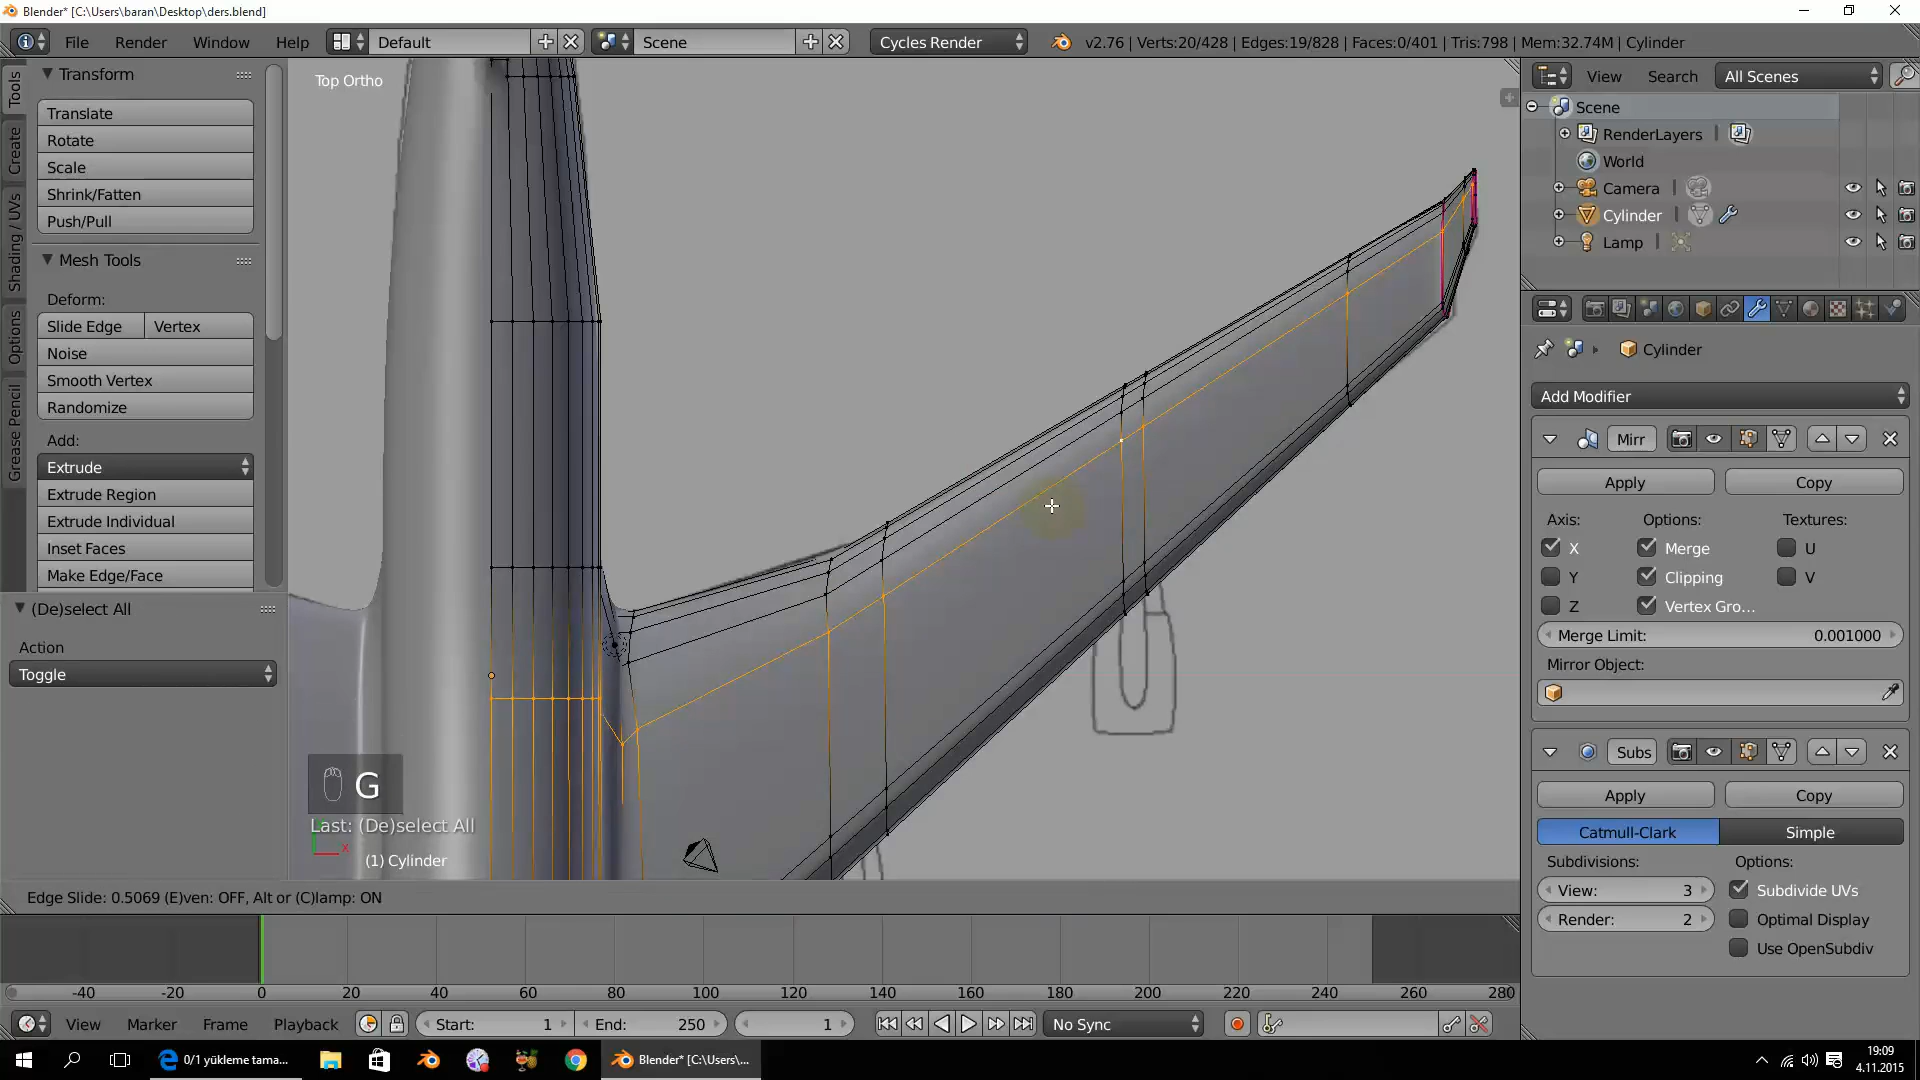 Blender* [C:\Users\baran\Desktop\ders.blend]
File Render Window Help Default Scene Cycles Render v2.76 | Verts:20/428 | Edges:19/828 | Faces:0/401 | Tris:798 | Mem:32.74M | Cylinder
Tools
Create
Shading / UVs
Options
Grease Pencil
Transform
Translate
Rotate
Scale
Shrink/Fatten
Push/Pull
Mesh Tools
Deform:
Slide Edge Vertex
Noise
Smooth Vertex
Randomize
Add:
Extrude
Extrude Region
Extrude Individual
Inset Faces
Make Edge/Face
(De)select All
Action
Toggle
Top Ortho
G
Last: (De)select All
x
(1) Cylinder
Edge Slide: 0.5069 (E)ven: OFF, Alt or (C)lamp: ON
View Search All Scenes
Scene
RenderLayers
World
Camera
Cylinder
Lamp
Cylinder
Add Modifier
Mirr
Apply Copy
Axis: Options: Textures:
X Merge U
Y Clipping V
Z Vertex Gro...
Merge Limit: 0.001000
Mirror Object:
Subs
Apply Copy
Catmull-Clark Simple
Subdivisions: Options:
View: 3 Subdivide UVs
Render: 2 Optimal Display
Use OpenSubdiv
-40 -20 0 20 40 60 80 100 120 140 160 180 200 220 240 260 280
View Marker Frame Playback Start: 1 End: 250 1 No Sync
0/1 yükleme tama... Blender* [C:\Users\... 19:09
4.11.2015